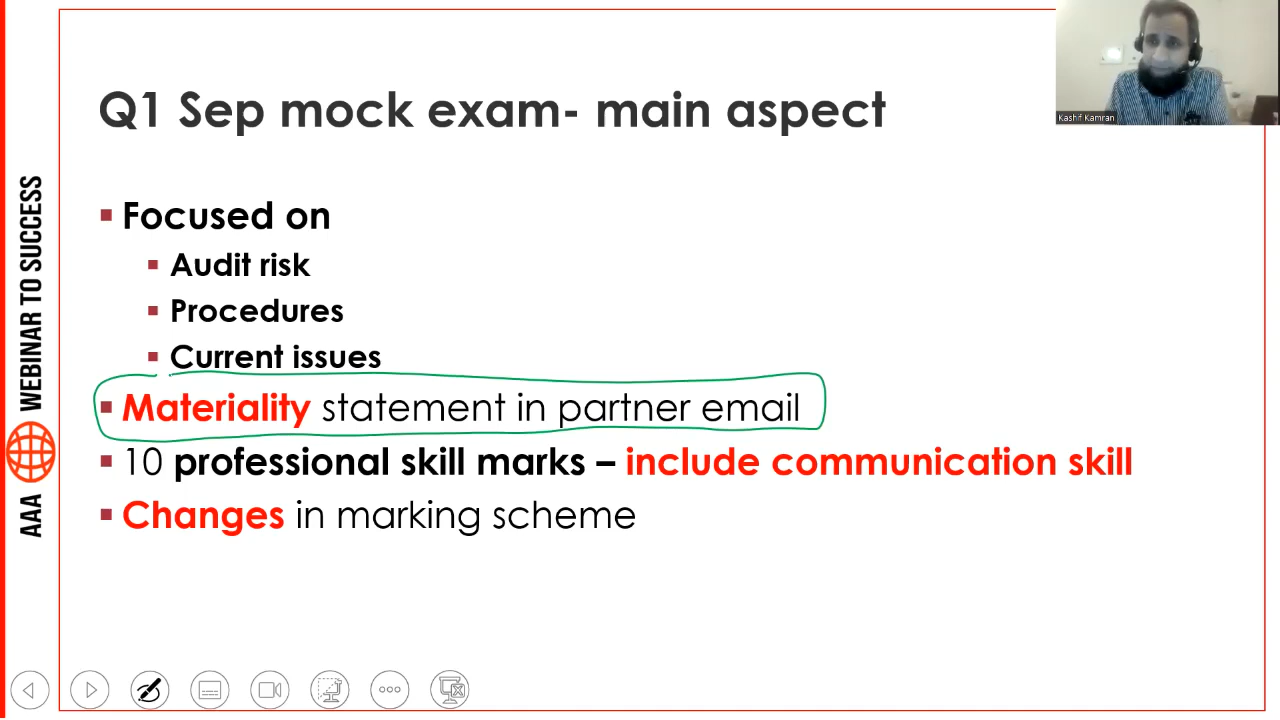 Q1 Sep mock exam- main aspect
Kashif Kamran
Focused on
Audit risk
Procedures
Current issues
Materiality statement in partner email
10 professional skill marks – include communication skill
Changes in marking scheme
AAA WEBINAR TO SUCCESS